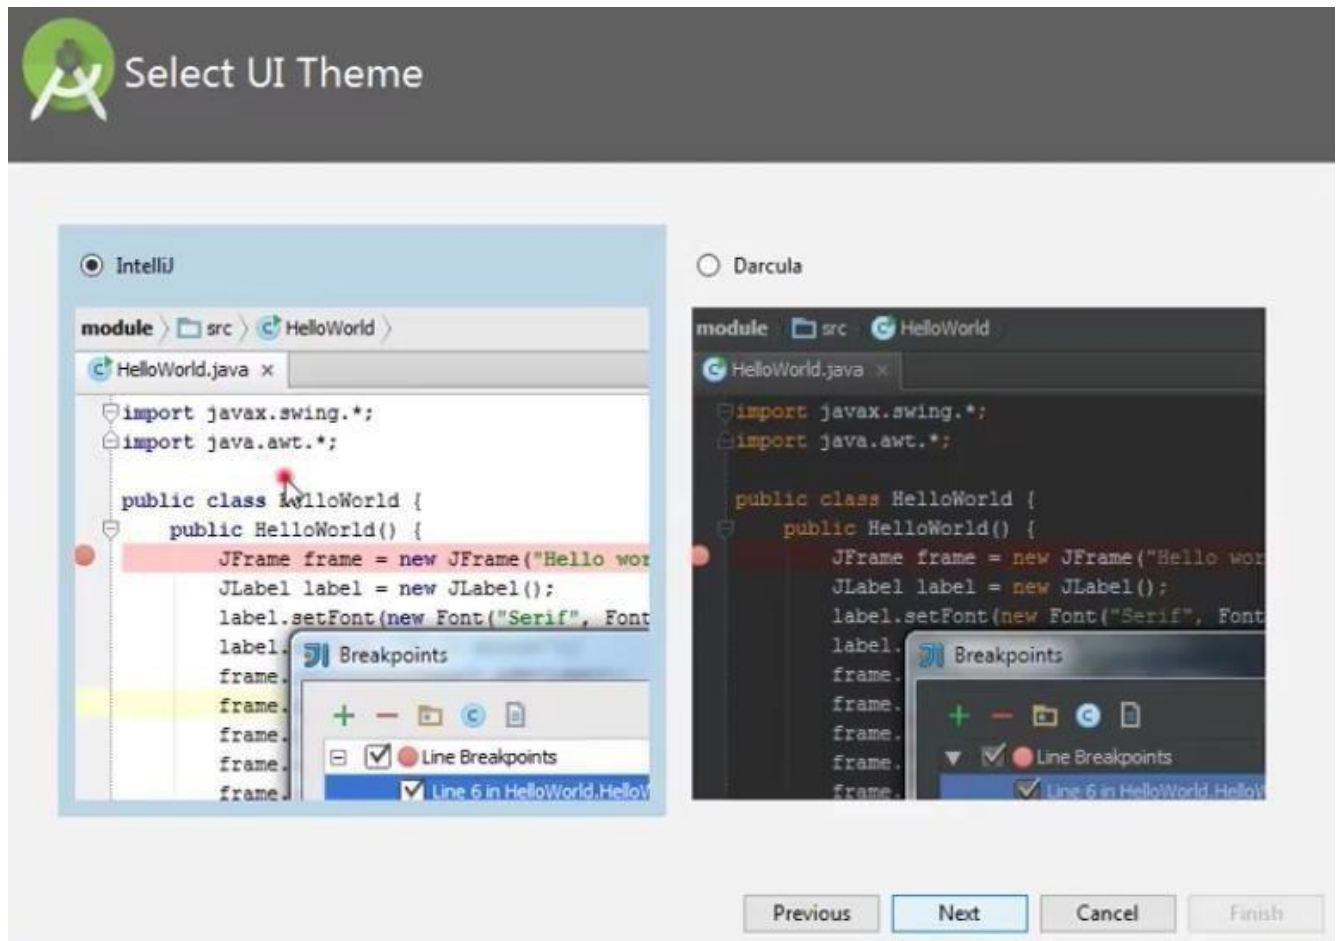 Select UI Theme
IntelliJ
module src HelloWorld
HelloWorld.java ×
import javax.swing.*;
import java.awt.*;
public class HelloWorld {
public HelloWorld() {
JFrame frame = new JFrame("Hello wor
JLabel label = new JLabel();
label.setFont(new Font("Serif", Font
label.
frame.
frame.
frame.
frame.
frame.
Breakpoints
Line Breakpoints
Line 6 in HelloWorld.HelloW
Darcula
module src HelloWorld
HelloWorld.java ×
import javax.swing.*;
import java.awt.*;
public class HelloWorld {
public HelloWorld() {
JFrame frame = new JFrame("Hello wor
JLabel label = new JLabel();
label.setFont(new Font("Serif", Font
label.
frame.
frame.
frame.
frame.
frame.
Breakpoints
Line Breakpoints
Line 6 in HelloWorld.HelloW
Previous Next Cancel Finish